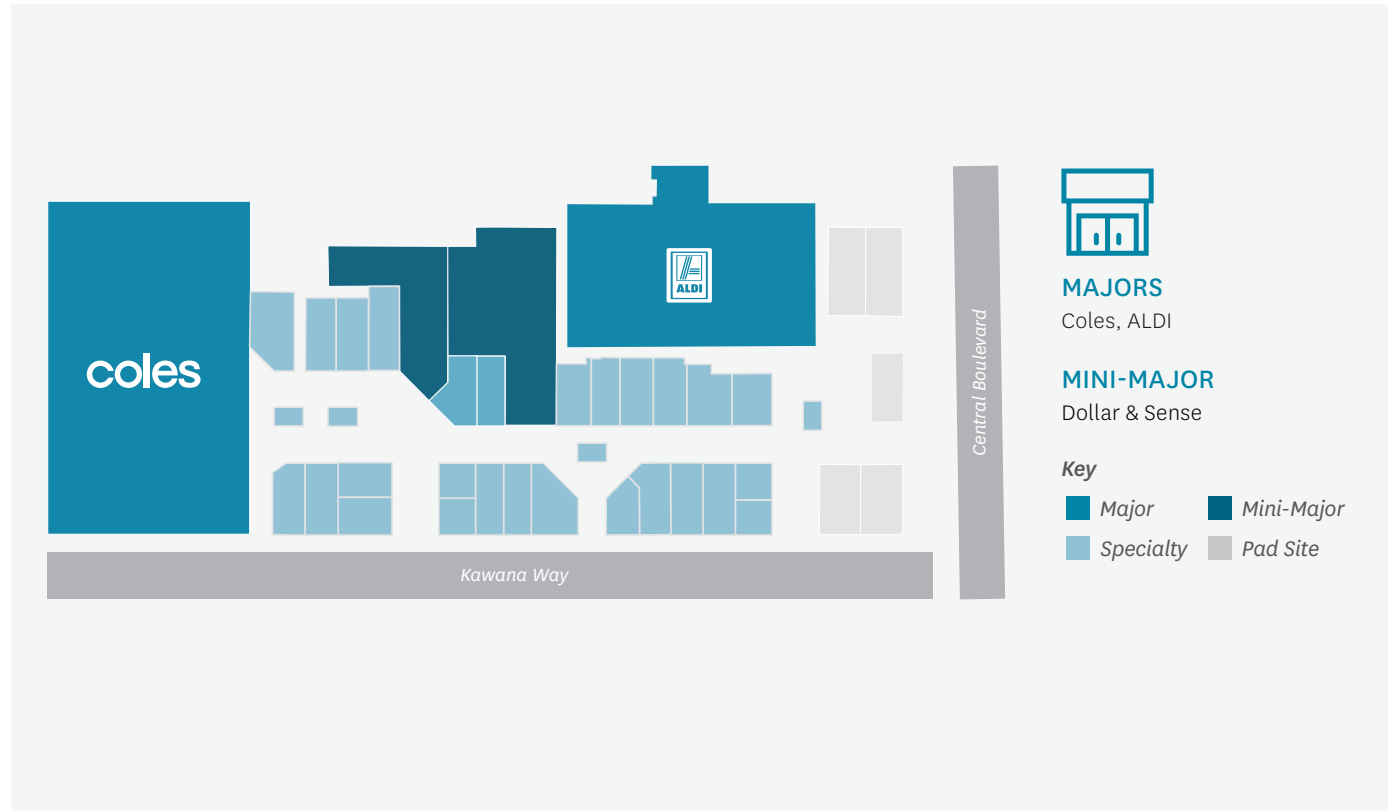 coles
ALDI
Kawana Way
Central Boulevard
MAJORS
Coles, ALDI
MINI-MAJOR
Dollar & Sense
Key
Major
Mini-Major
Specialty
Pad Site